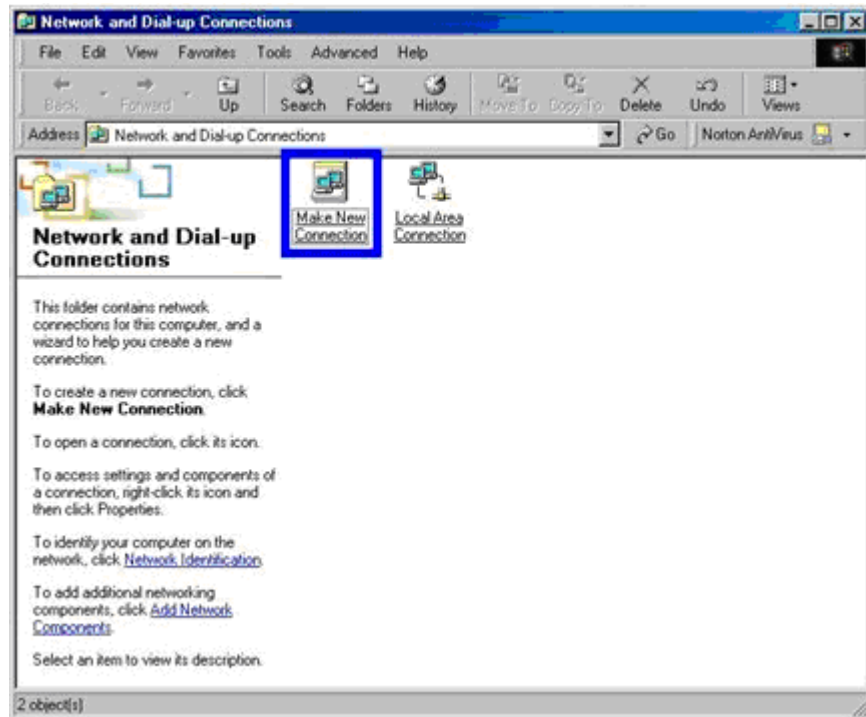 Network and Dial-up Connections
File Edit View Favorites Tools Advanced Help
Back Forward Up Search Folders History Move To Copy To Delete Undo Views
Address Network and Dial-up Connections Go Norton AntiVirus
Make New
Connection
Local Area
Connection
Network and Dial-up
Connections
This folder contains network
connections for this computer, and a
wizard to help you create a new
connection.
To create a new connection, click
Make New Connection.
To open a connection, click its icon.
To access settings and components of
a connection, right-click its icon and
then click Properties.
To identify your computer on the
network, click Network Identification.
To add additional networking
components, click Add Network
Components.
Select an item to view its description.
2 object(s)